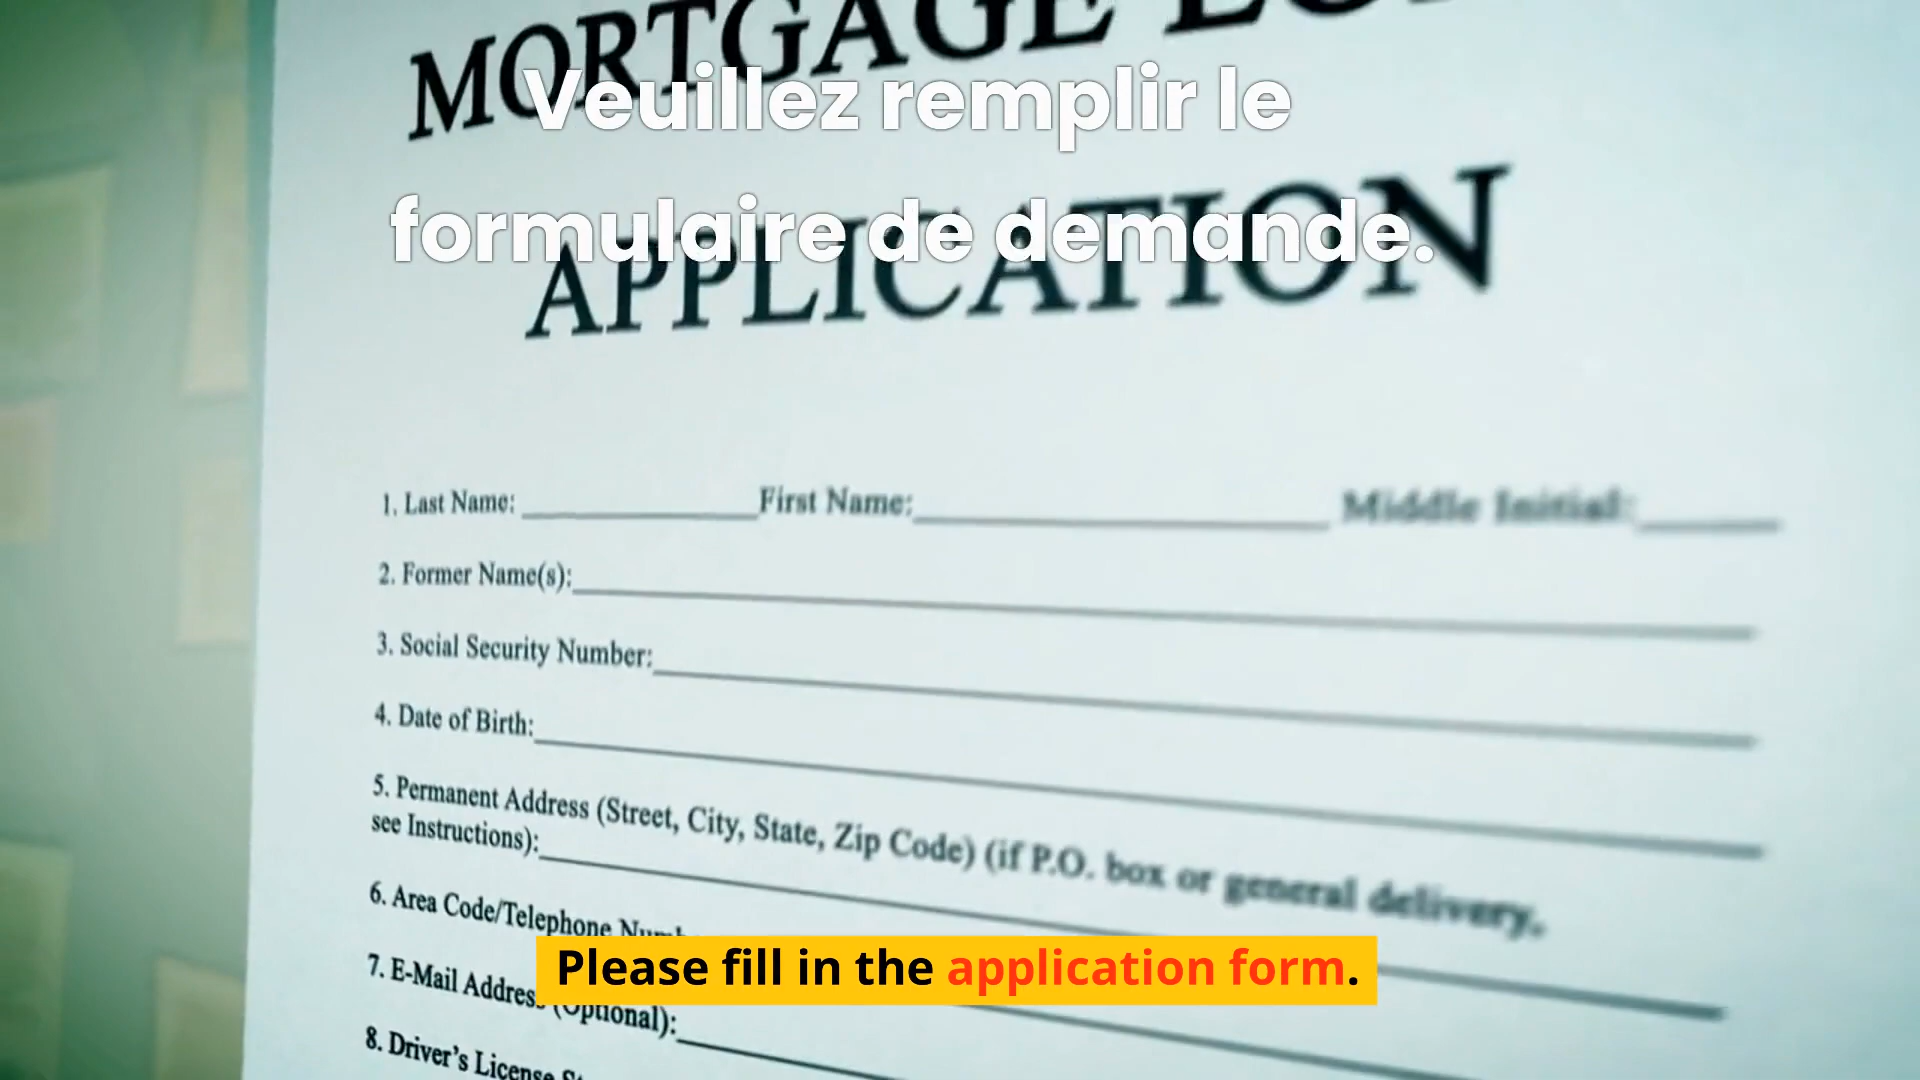 MORTGAGE
Veuillez remplir le
formulaire de demande.
APPLICATION
1. Last Name: First Name: Middle Initial:
2. Former Name(s):
3. Social Security Number:
4. Date of Birth:
5. Permanent Address (Street, City, State, Zip Code) (if P.O. box or general delivery,
see Instructions):
6. Area Code/Telephone
7. E-Mail Address (Optional):
8. Driver's License
Please fill in the application form.